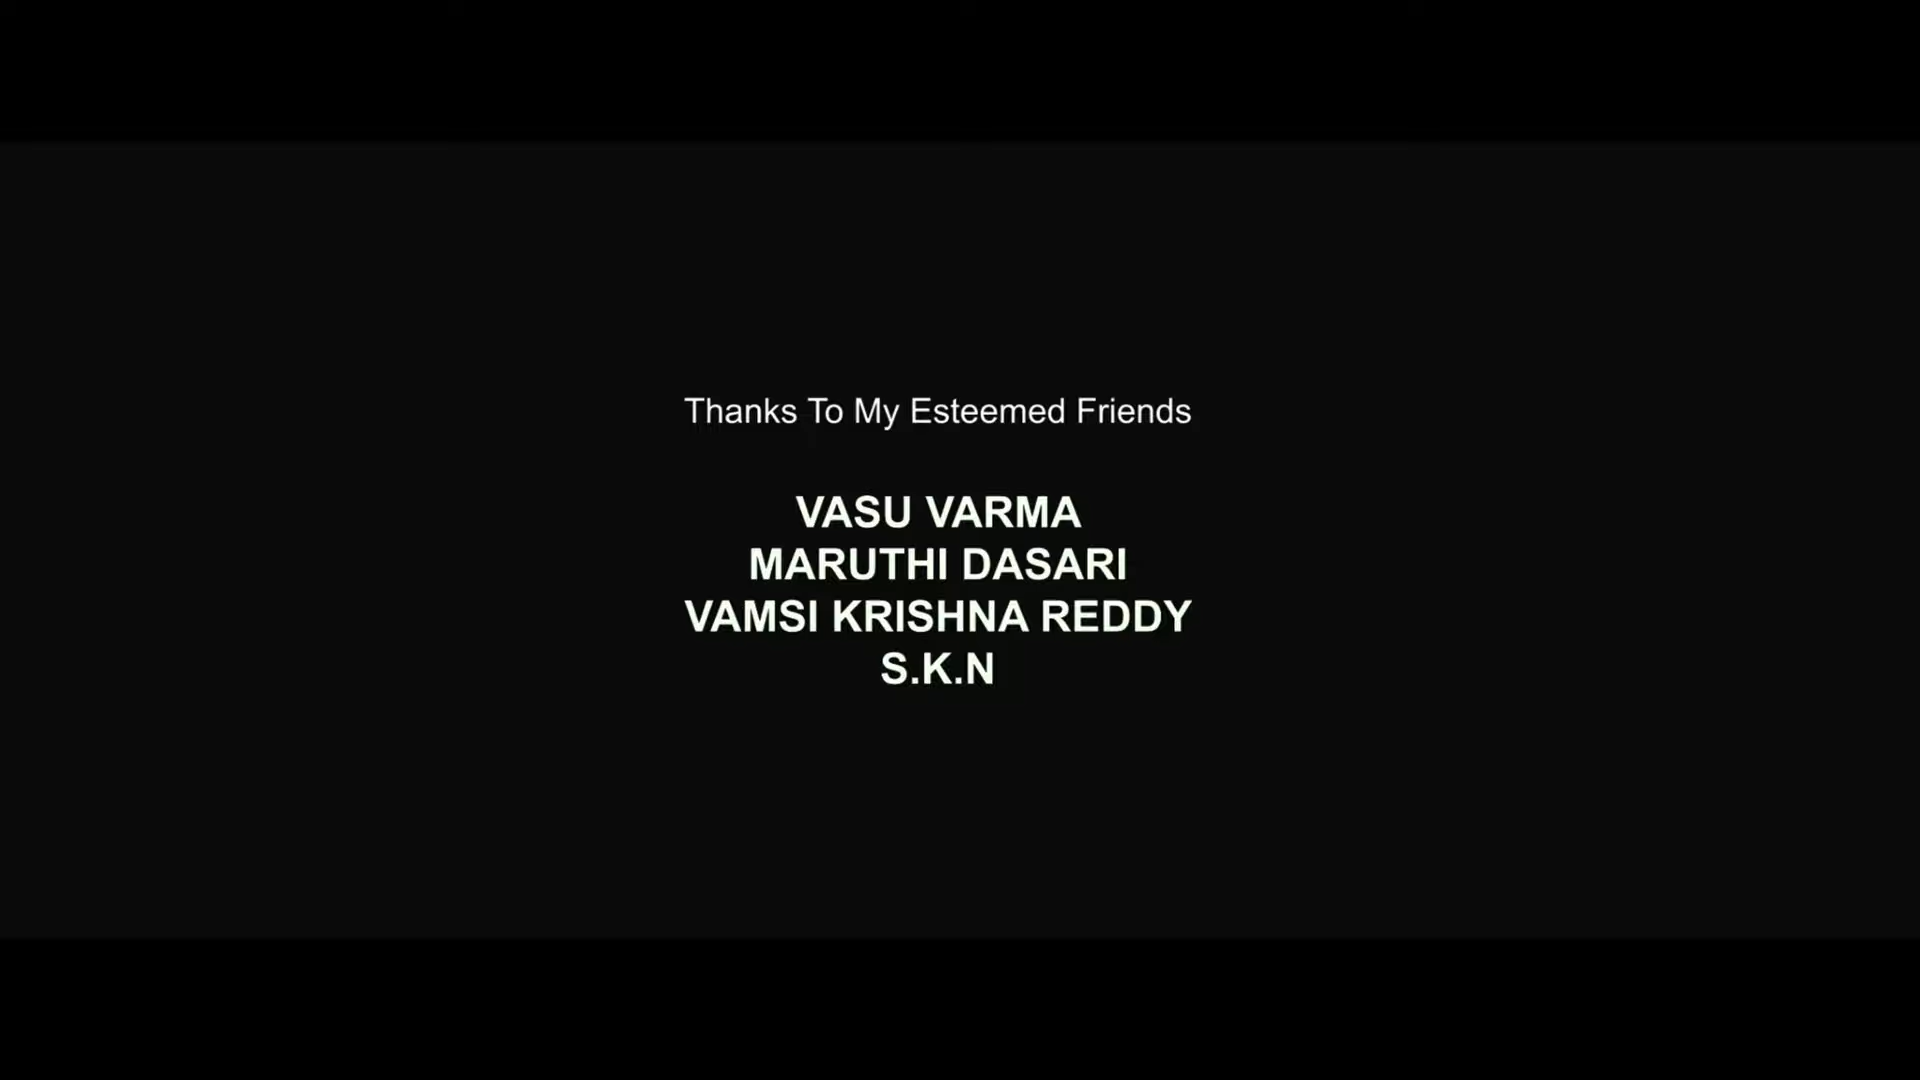 Thanks To My Esteemed Friends
VASU VARMA
MARUTHI DASARI
VAMSI KRISHNA REDDY
S.K.N